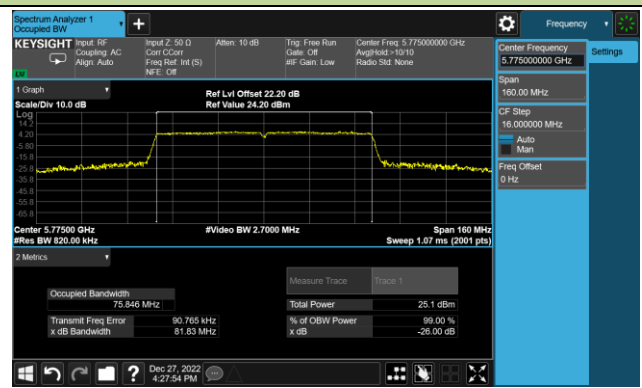 Spectrum Analyzer 1
Occupied BW
Frequency
KEYSIGHT
Input: RF
Coupling: AC
Align: Auto
Input Z: 50 Ω
Corr CCorr
Freq Ref: Int (S)
NFE: Off
Atten: 10 dB
Trig: Free Run
Gate: Off
#IF Gain: Low
Center Freq: 5.775000000 GHz
Avg|Hold:>10/10
Radio Std: None
Center Frequency
5.775000000 GHz
Settings
Span
160.00 MHz
CF Step
16.000000 MHz
Auto
Man
Freq Offset
0 Hz
1 Graph
Scale/Div 10.0 dB
Ref Lvl Offset 22.20 dB
Ref Value 24.20 dBm
Log
14.2
4.20
-5.80
-15.8
-25.8
-35.8
-45.8
-55.8
-65.8
Center 5.77500 GHz
#Res BW 820.00 kHz
#Video BW 2.7000 MHz
Span 160 MHz
Sweep 1.07 ms (2001 pts)
2 Metrics
Measure Trace
Trace 1
Occupied Bandwidth
75.846 MHz
Total Power
25.1 dBm
Transmit Freq Error
90.765 kHz
% of OBW Power
99.00 %
x dB Bandwidth
81.83 MHz
x dB
-26.00 dB
Dec 27, 2022
4:27:54 PM